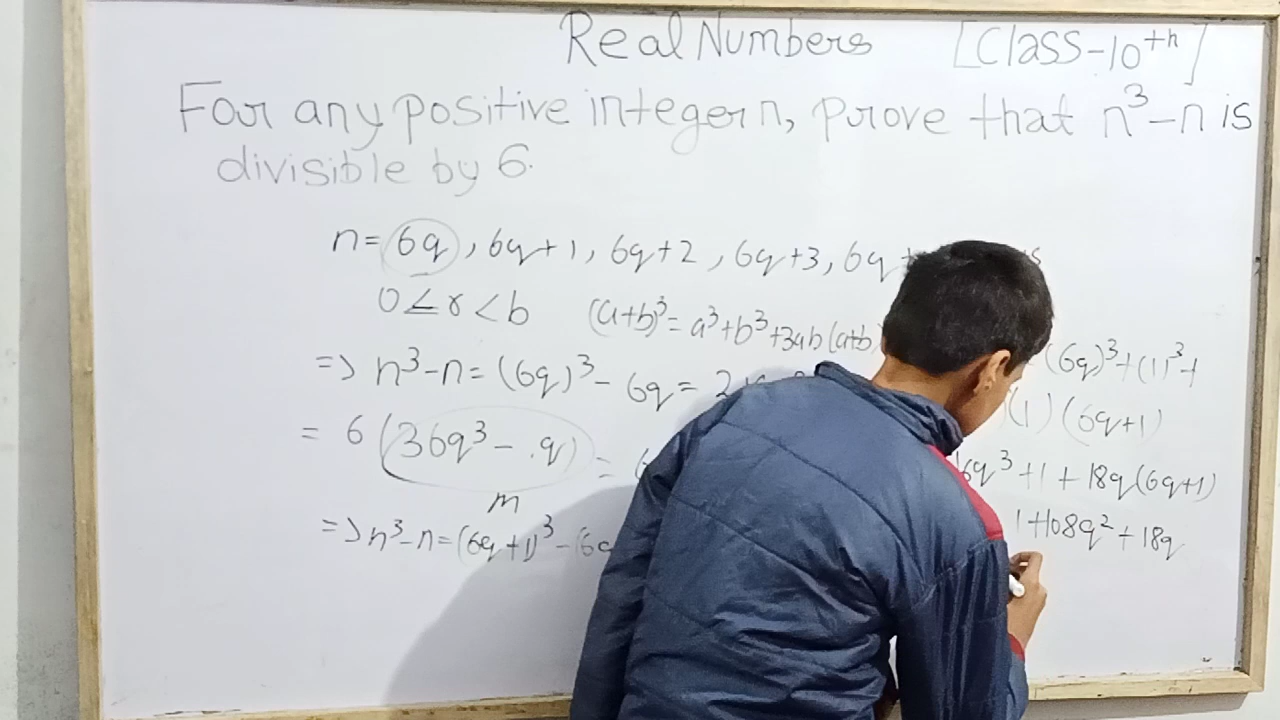 Real Numbers [Class-10th]
For any positive integer n, prove that n³-n is
divisible by 6.
n = 6q, 6q+1, 6q+2, 6q+3, 6q
0 ∠ r < b (a+b)³ = a³+b³+3ab(a+b)
=> n³-n = (6q)³ - 6q = (6q)³+(1)³+
(1) (6q+1)
= 6 (36q³ - .q) = 6q³ +1 + 18q(6q+1)
m
1+108q² + 18q
=> n³-n = (6q+1)³ - (6q